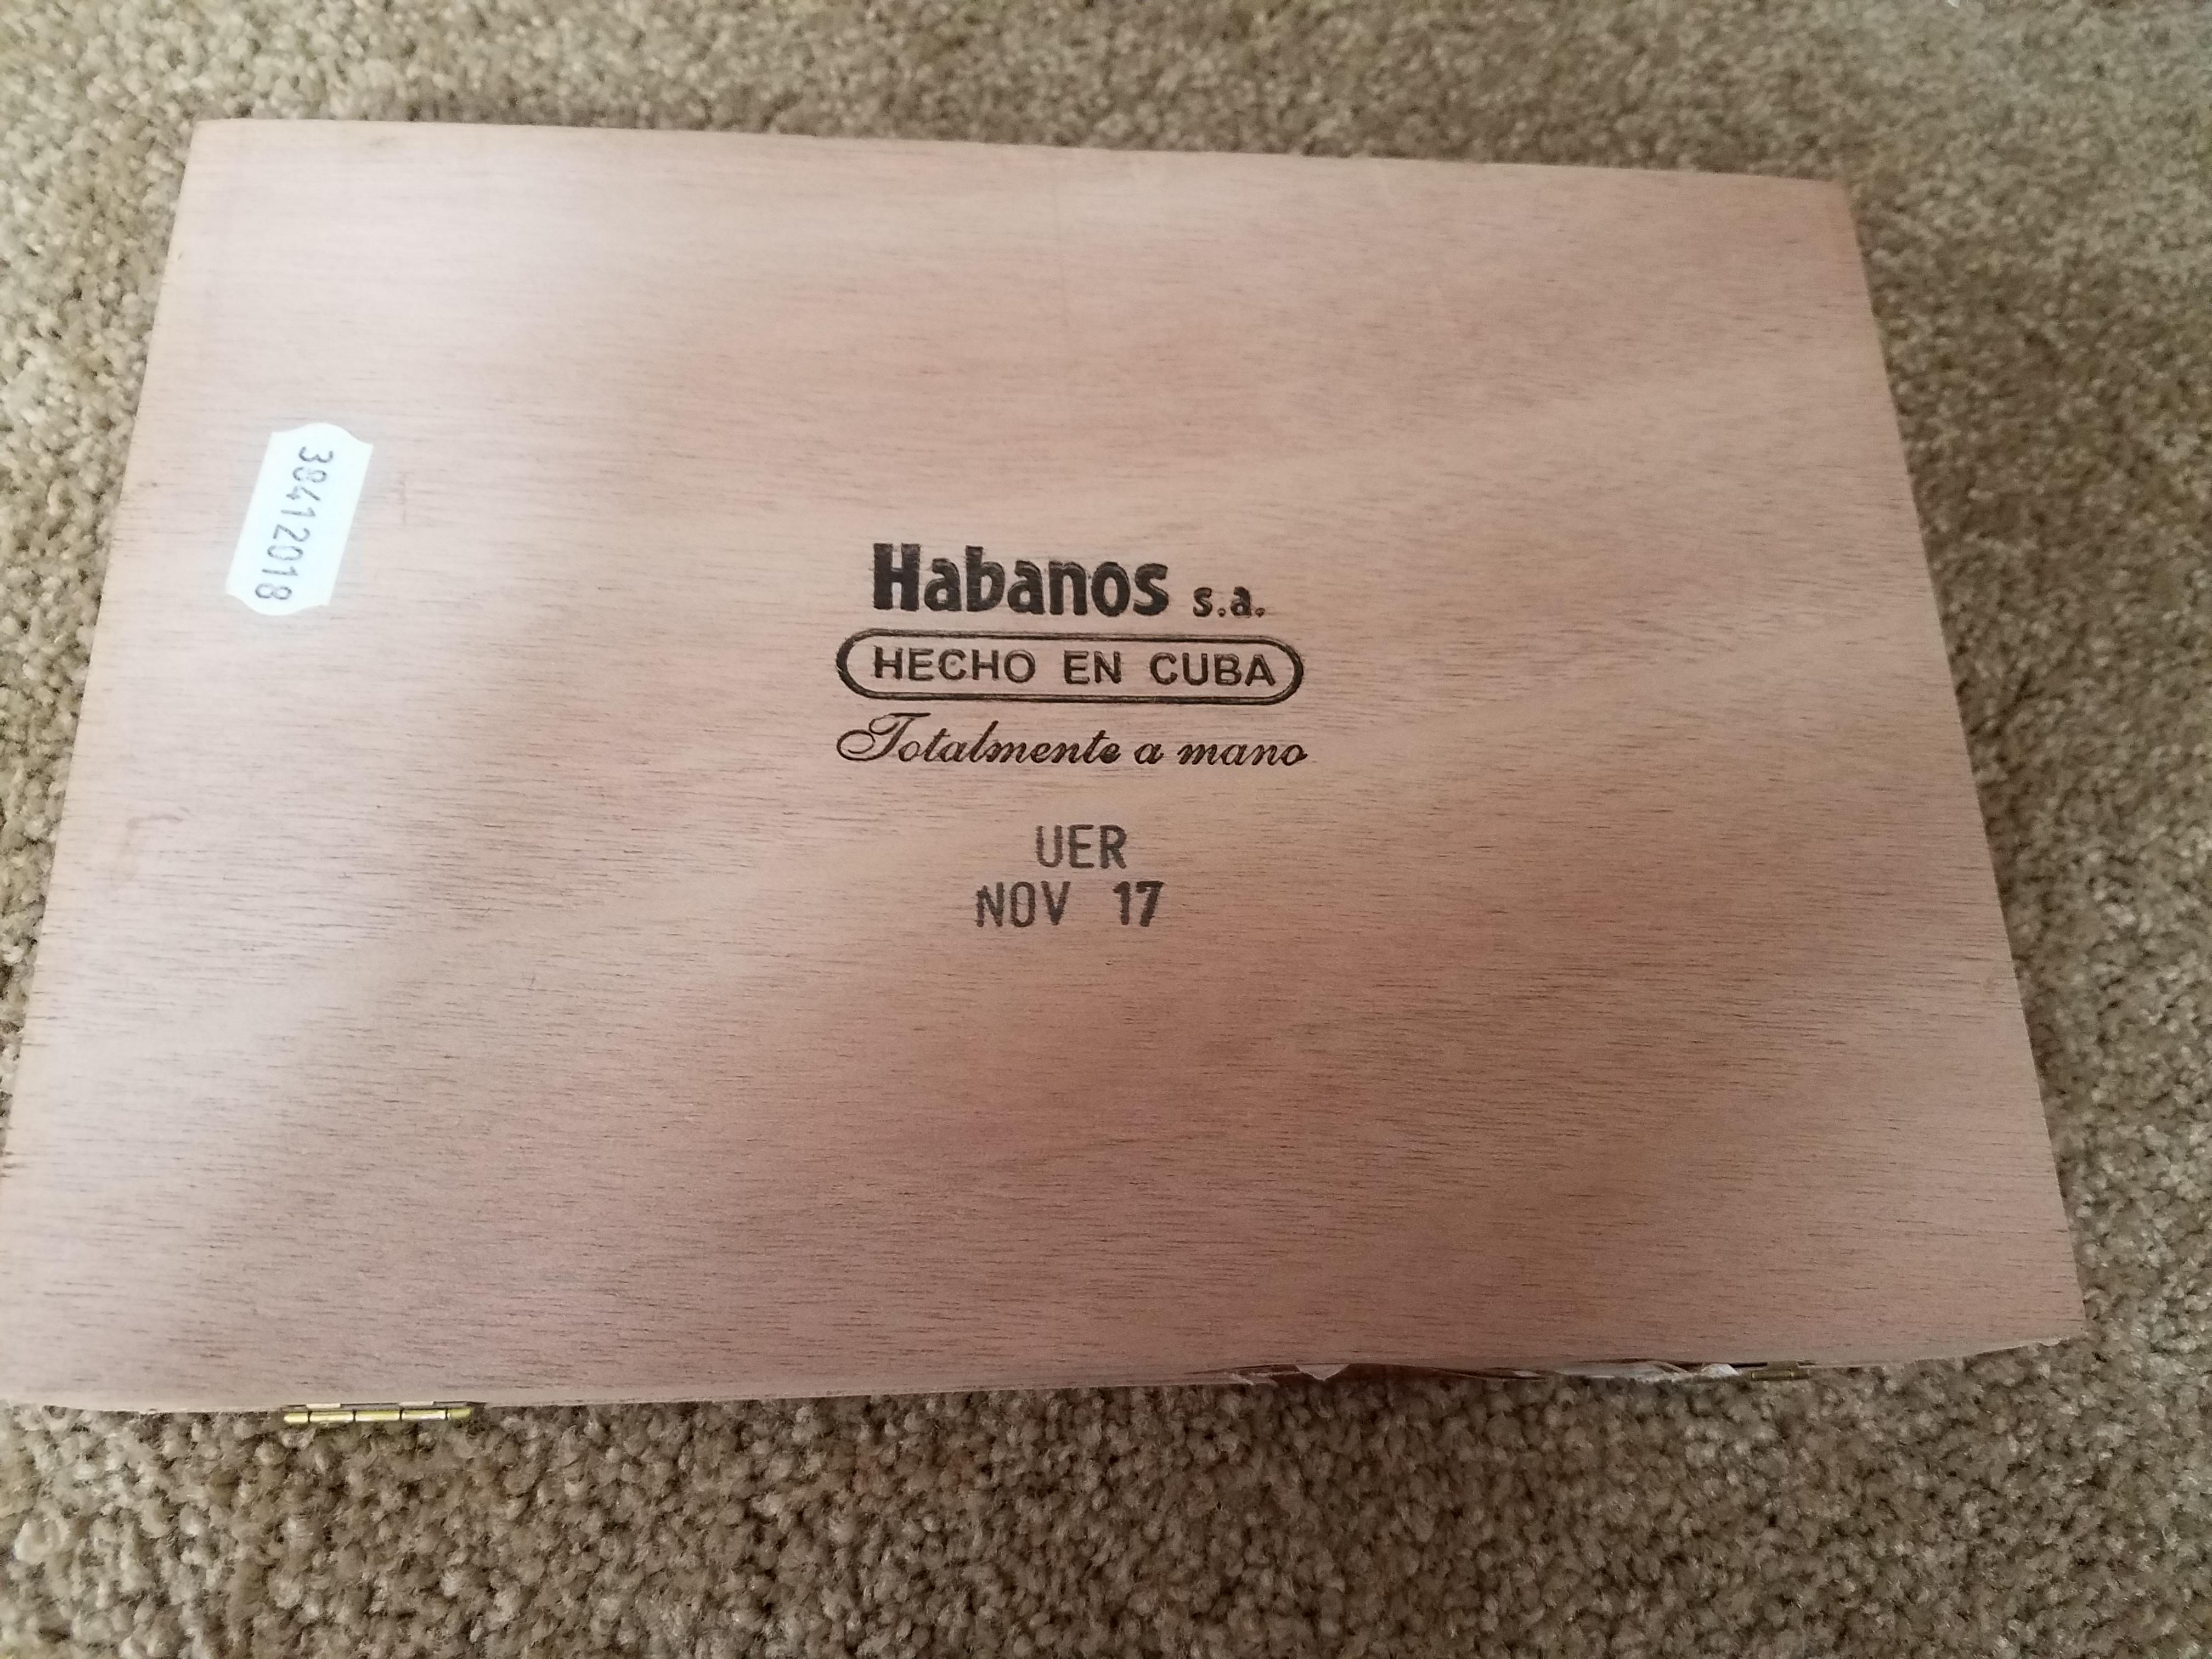 38412018
Habanos s.a.
HECHO EN CUBA
Totalmente a mano
UER
NOV 17